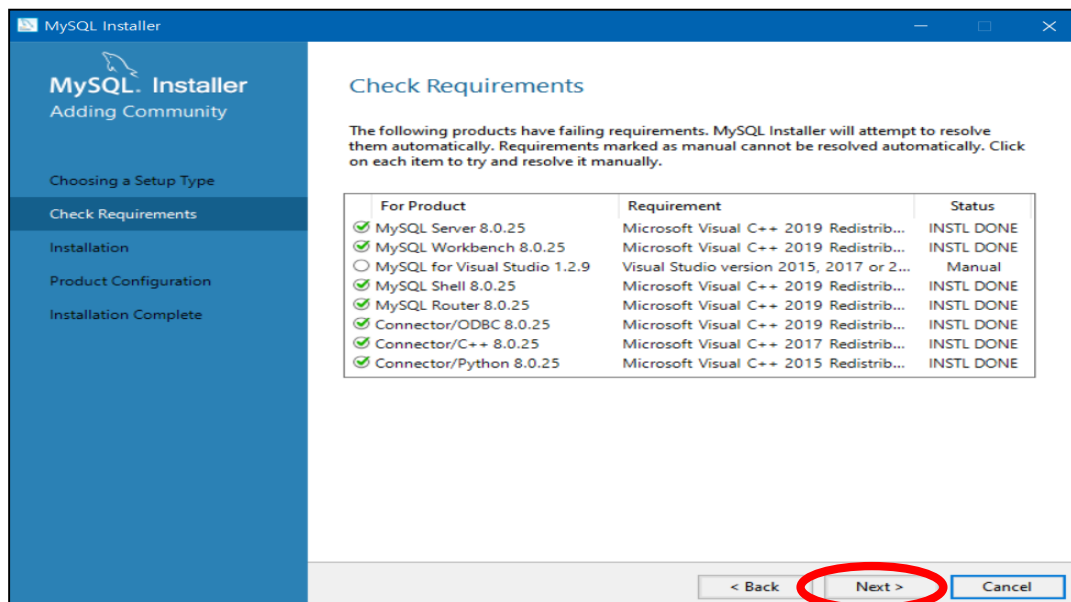 MySQL Installer
MySQL. Installer
Adding Community
Choosing a Setup Type
Check Requirements
Installation
Product Configuration
Installation Complete
Check Requirements
The following products have failing requirements. MySQL Installer will attempt to resolve
them automatically. Requirements marked as manual cannot be resolved automatically. Click
on each item to try and resolve it manually.
For Product Requirement Status
MySQL Server 8.0.25 Microsoft Visual C++ 2019 Redistrib... INSTL DONE
MySQL Workbench 8.0.25 Microsoft Visual C++ 2019 Redistrib... INSTL DONE
MySQL for Visual Studio 1.2.9 Visual Studio version 2015, 2017 or 2... Manual
MySQL Shell 8.0.25 Microsoft Visual C++ 2019 Redistrib... INSTL DONE
MySQL Router 8.0.25 Microsoft Visual C++ 2019 Redistrib... INSTL DONE
Connector/ODBC 8.0.25 Microsoft Visual C++ 2019 Redistrib... INSTL DONE
Connector/C++ 8.0.25 Microsoft Visual C++ 2017 Redistrib... INSTL DONE
Connector/Python 8.0.25 Microsoft Visual C++ 2015 Redistrib... INSTL DONE
< Back Next > Cancel